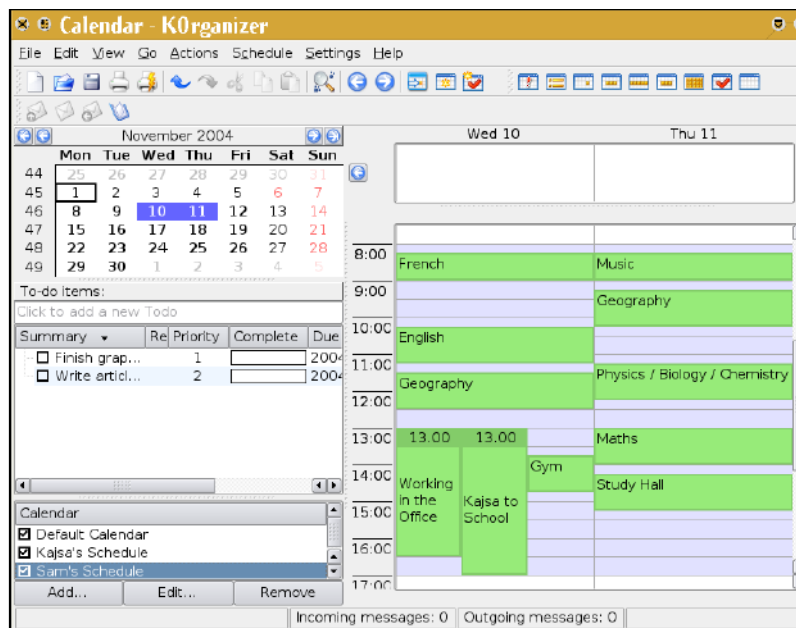 Calendar - KOrganizer
File Edit View Go Actions Schedule Settings Help
November 2004
Mon Tue Wed Thu Fri Sat Sun
44 25 26 27 28 29 30 31
45 1 2 3 4 5 6 7
46 8 9 10 11 12 13 14
47 15 16 17 18 19 20 21
48 22 23 24 25 26 27 28
49 29 30 1 2 3 4 5
To-do items:
Click to add a new Todo
Summary Re Priority Complete Due
Finish grap... 1 2004
Write articl... 2 2004
Calendar
Default Calendar
Kajsa's Schedule
Sam's Schedule
Add... Edit... Remove
Wed 10 Thu 11
8:00
9:00
10:00
11:00
12:00
13:00
14:00
15:00
16:00
17:00
French
English
Geography
13.00
Working
in the
Office
13.00
Kajsa to
School
Gym
Music
Geography
Physics / Biology / Chemistry
Maths
Study Hall
Incoming messages: 0 Outgoing messages: 0